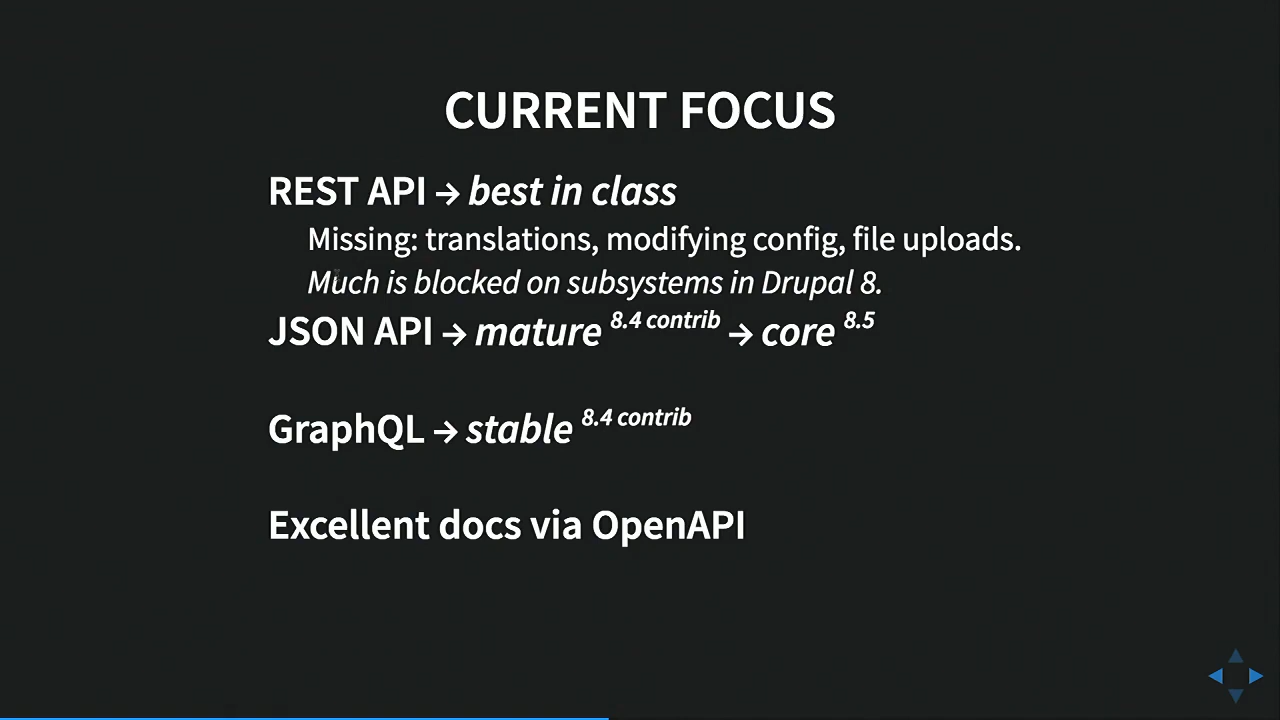 CURRENT FOCUS
REST API → best in class
Missing: translations, modifying config, file uploads.
Much is blocked on subsystems in Drupal 8.
JSON API → mature 8.4 contrib → core 8.5
GraphQL → stable 8.4 contrib
Excellent docs via OpenAPI